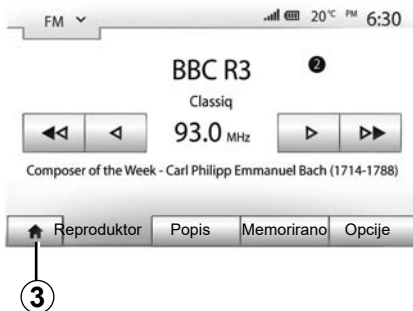 FM 20°C PM 6:30
BBC R3 2
Classiq
93.0 MHz
Composer of the Week - Carl Philipp Emmanuel Bach (1714-1788)
Reproduktor Popis Memorirano Opcije
3